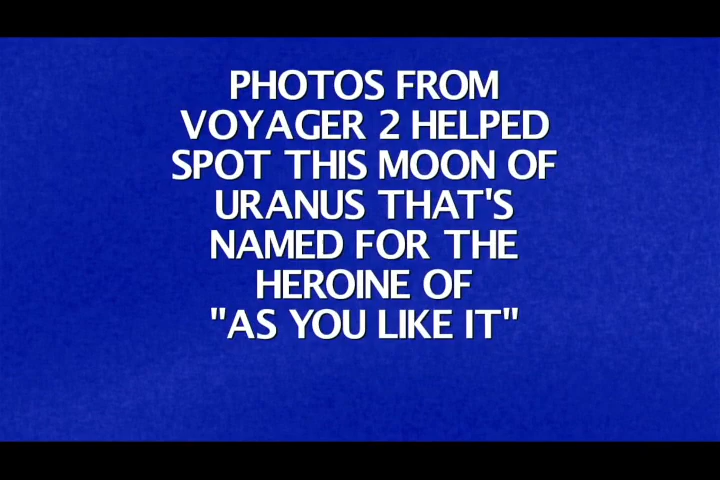 PHOTOS FROM
VOYAGER 2 HELPED
SPOT THIS MOON OF
URANUS THAT'S
NAMED FOR THE
HEROINE OF
"AS YOU LIKE IT"